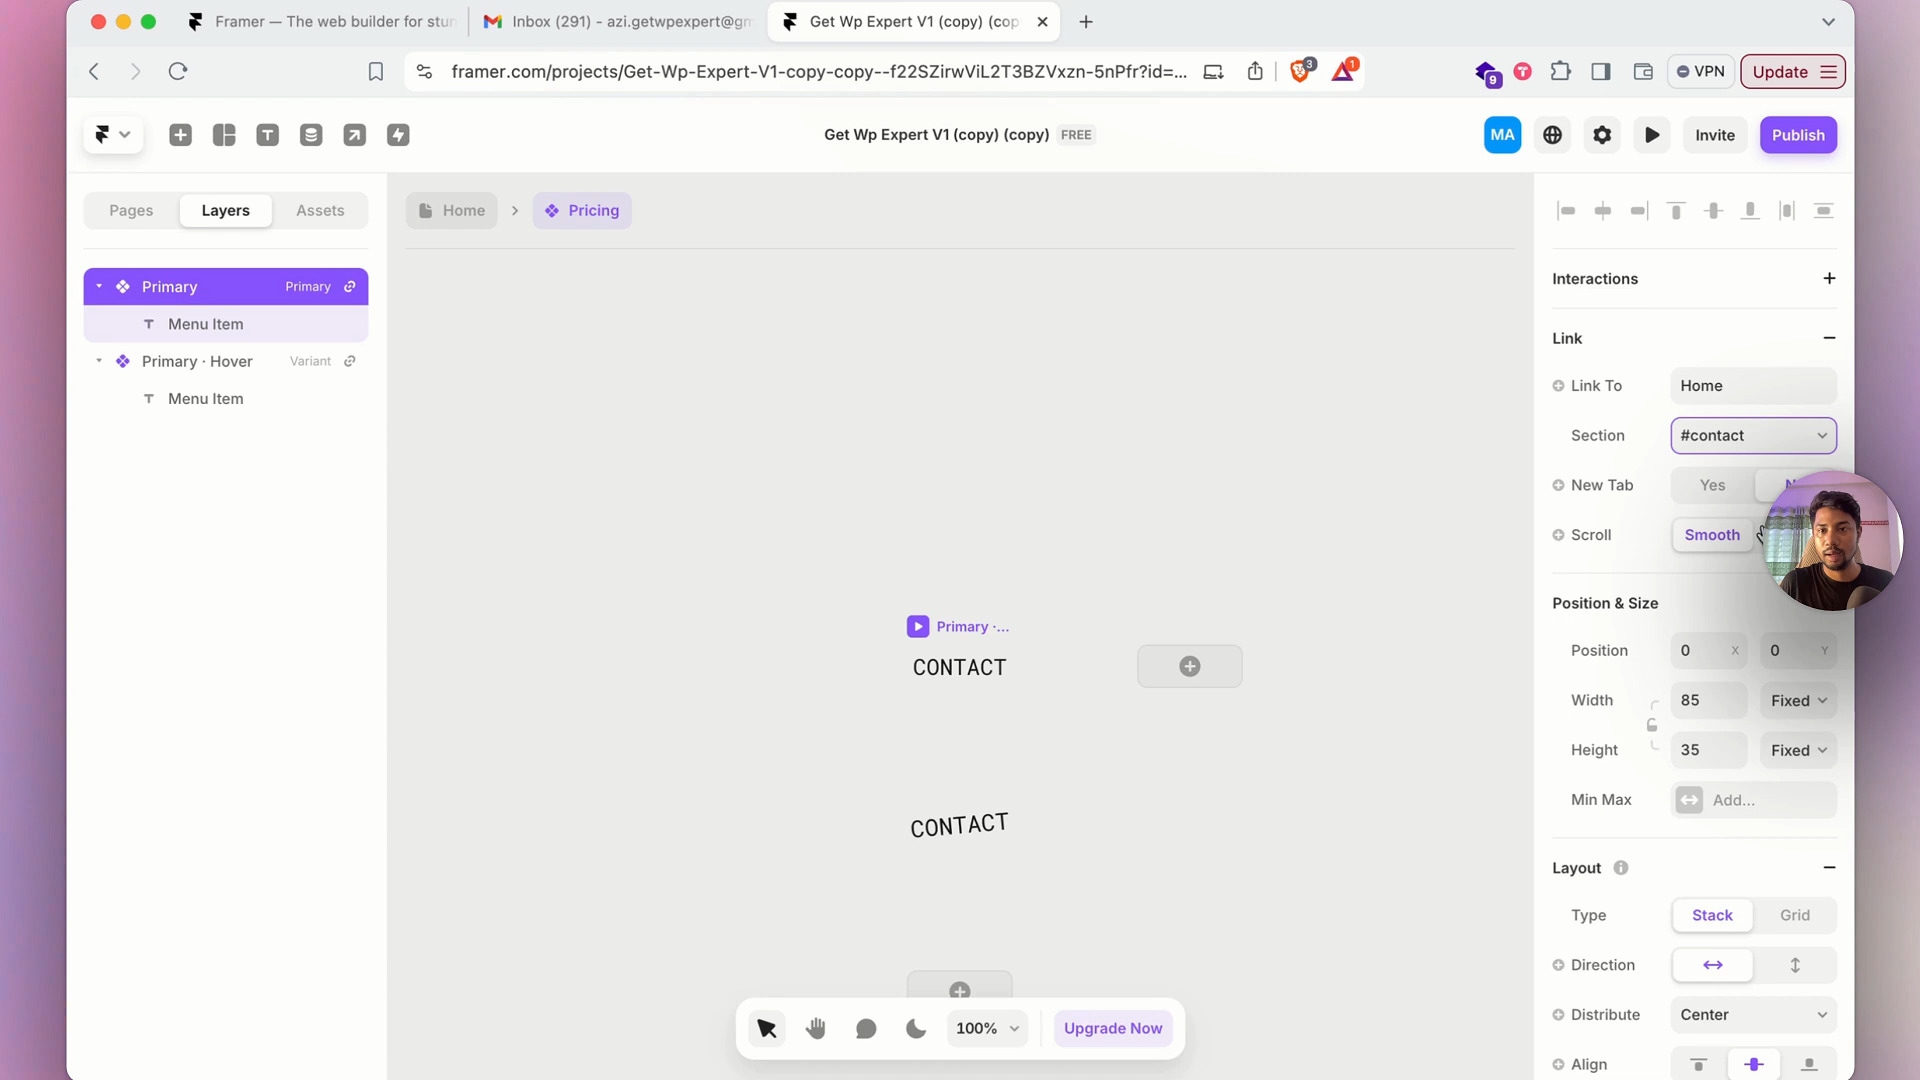 Framer — The web builder for stun
Inbox (291) - azi.getwpexpert@gm
Get Wp Expert V1 (copy) (cop
framer.com/projects/Get-Wp-Expert-V1-copy-copy--f22SZirwViL2T3BZVxzn-5nPfr?id=...
3
1
9
VPN
Update
Get Wp Expert V1 (copy) (copy) FREE
MA
Invite
Publish
Pages
Layers
Assets
Home
Pricing
Primary Primary
Menu Item
Primary · Hover Variant
Menu Item
Primary ·...
CONTACT
CONTACT
100%
Upgrade Now
Interactions
Link
Link To Home
Section #contact
New Tab Yes
Scroll Smooth
Position & Size
Position 0 X 0 Y
Width 85 Fixed
Height 35 Fixed
Min Max Add...
Layout
Type Stack Grid
Direction
Distribute Center
Align